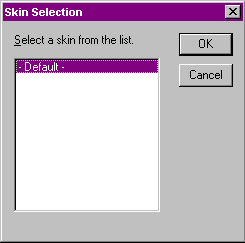 Skin Selection
Select a skin from the list.
OK
- Default -
Cancel